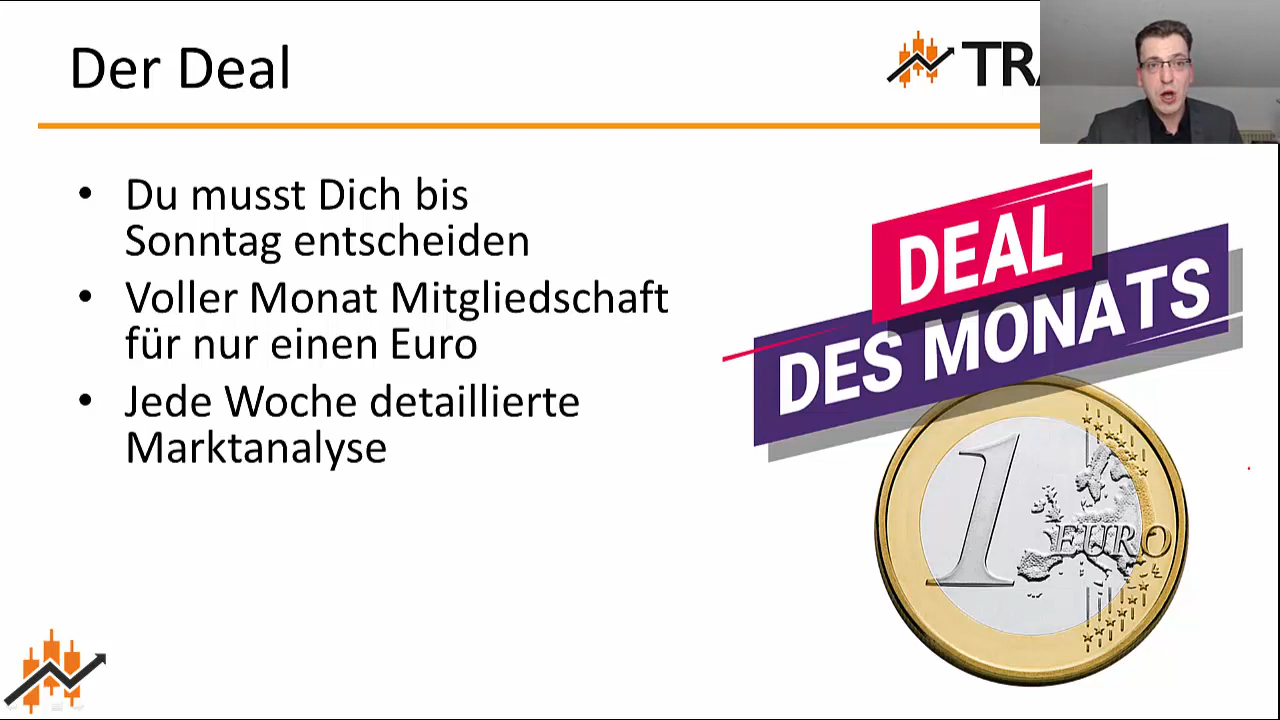 Der Deal
TRA
• Du musst Dich bis
Sonntag entscheiden
• Voller Monat Mitgliedschaft
für nur einen Euro
• Jede Woche detaillierte
Marktanalyse
DEAL
DES MONATS
1
EURO